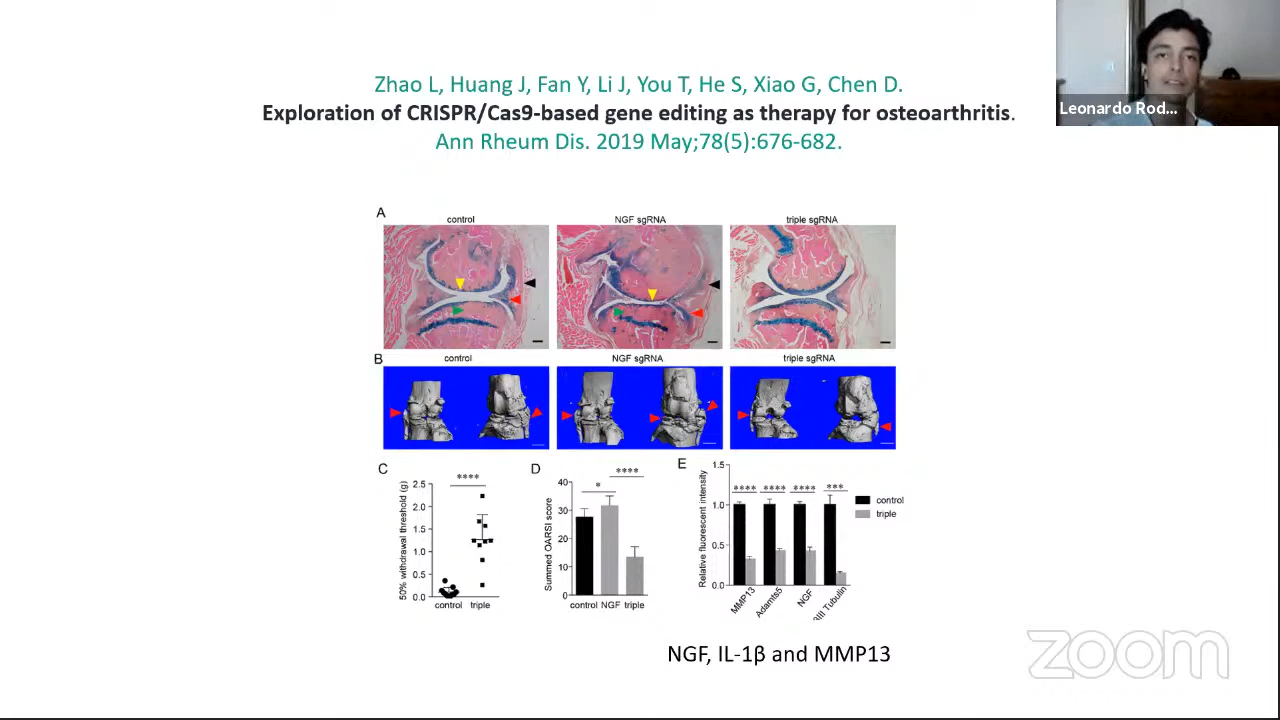 Zhao L, Huang J, Fan Y, Li J, You T, He S, Xiao G, Chen D.
Exploration of CRISPR/Cas9-based gene editing as therapy for osteoarthritis.
Ann Rheum Dis. 2019 May;78(5):676-682.
Leonardo Rod...
A
control
NGF sgRNA
triple sgRNA
B
control
NGF sgRNA
triple sgRNA
C
50% withdrawal threshold (g)
2.5
2.0
1.5
1.0
0.5
0.0
****
control triple
D
Summed OARSI score
40
30
20
10
0
*
****
control NGF triple
E
Relative fluorescent intensity
1.5
1.0
0.5
0.0
**** **** **** ***
control
triple
MMP13
Adamts5
NGF
βIII Tubulin
NGF, IL-1β and MMP13
zoom